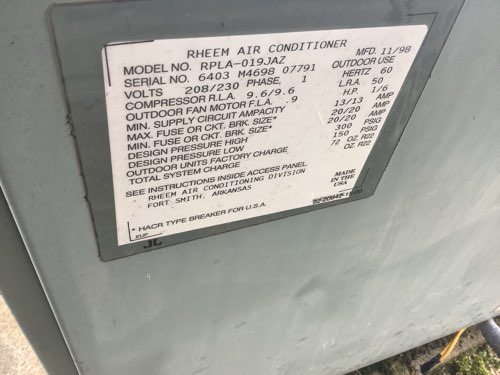 RHEEM AIR CONDITIONER
MODEL NO. RPLA-019JAZ MFD. 11/98
SERIAL NO. 6403 M4698 07791 OUTDOOR USE
VOLTS 208/230 PHASE, 1 HERTZ 60
COMPRESSOR R.L.A. 9.6/9.6 L.R.A. 50
OUTDOOR FAN MOTOR F.L.A. .9 H.P. 1/6
MIN. SUPPLY CIRCUIT AMPACITY 13/13 AMP
MAX. FUSE OR CKT. BRK. SIZE* 20/20 AMP
MIN. FUSE OR CKT. BRK. SIZE* 20/20 AMP
DESIGN PRESSURE HIGH 300 PSIG
DESIGN PRESSURE LOW 150 PSIG
OUTDOOR UNITS FACTORY CHARGE 72 OZ R22
TOTAL SYSTEM CHARGE OZ. R22
SEE INSTRUCTIONS INSIDE ACCESS PANEL
RHEEM AIR CONDITIONING DIVISION
FORT SMITH, ARKANSAS
MADE IN THE USA
* HACR TYPE BREAKER FOR U.S.A.